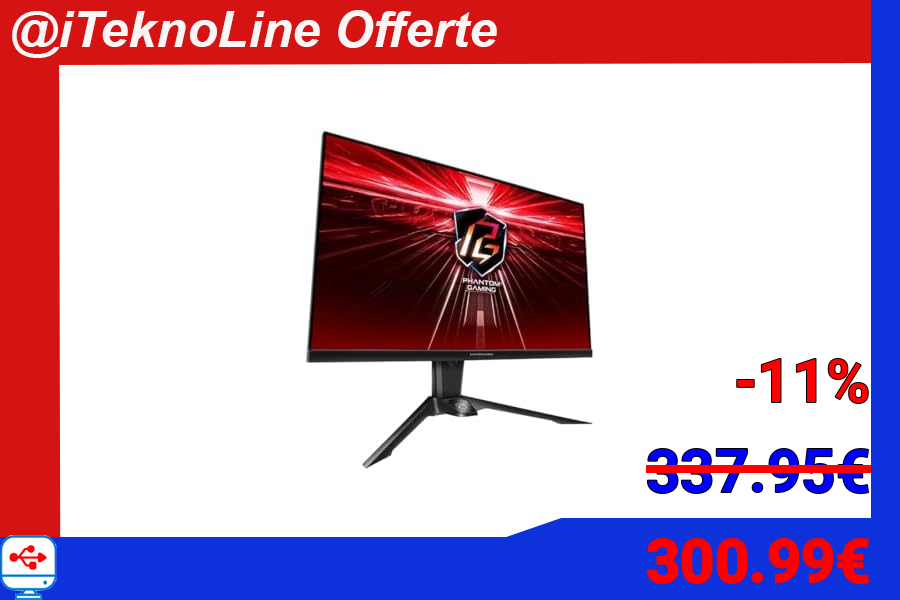 @iTeknoLine Offerte
PHANTOM
GAMING
-11%
337.95€
300.99€